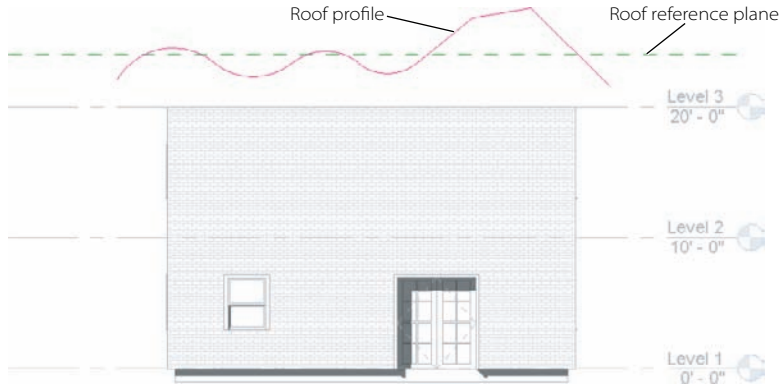 Roof profile
Roof reference plane
Level 3
20' - 0"
Level 2
10' - 0"
Level 1
0' - 0"